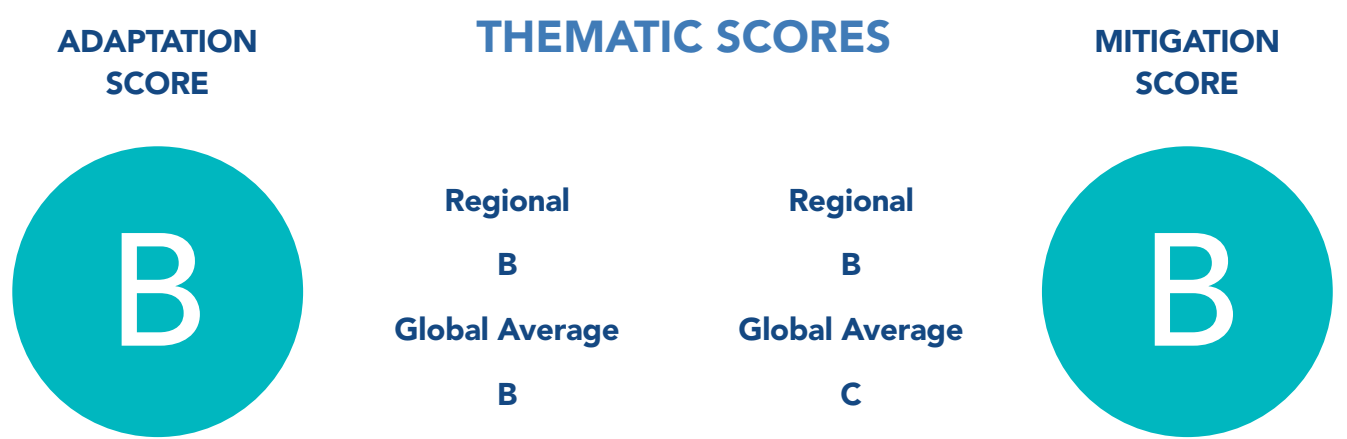 THEMATIC SCORES
ADAPTATION
SCORE
B
Regional
B
Global Average
B
Regional
B
Global Average
C
MITIGATION
SCORE
B